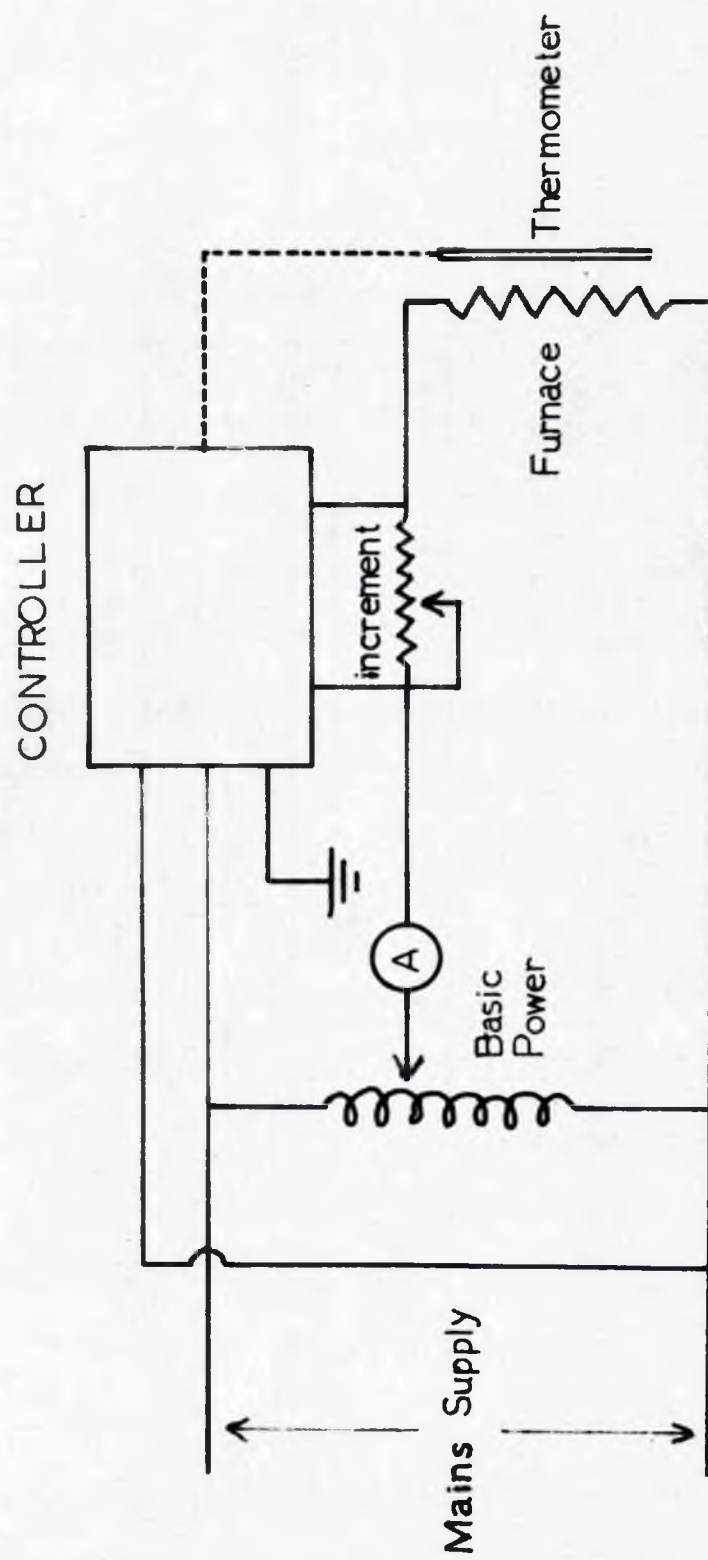 CONTROLLER
Thermometer
increment
Furnace
A
Basic
Power
Mains Supply